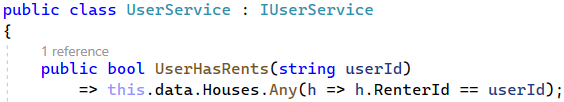 public class UserService : IUserService
{
1 reference
public bool UserHasRents(string userId)
=> this.data.Houses.Any(h => h.RenterId == userId);